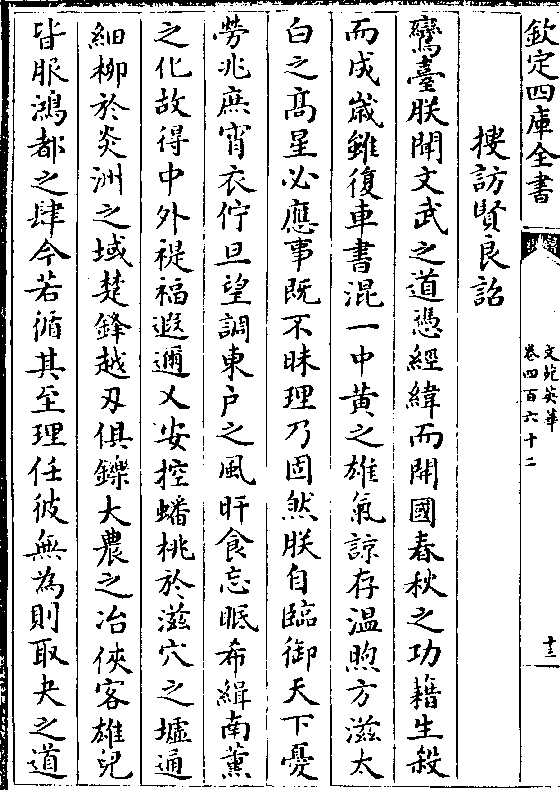 欽定四庫全書
文苑英華
卷四百六十二
十三
搜訪賢良詔
鸞臺朕聞文武之道憑經緯而開國春秋之功藉生殺
而成嵗雖復車書混一中黄之雄氣諒存温煦方滋太
白之髙星必應事既不昧理乃固然朕自臨御天下憂
勞兆庶宵衣佇旦望調東户之風旰食忘眠希緝南薰
之化故得中外禔福遐邇乂安控蟠桃於滋穴之墟通
細柳於炎洲之域楚鋒越刃俱鑠大農之冶俠客雄兒
皆服鴻都之肆今若循其至理任彼無為則取夬之道